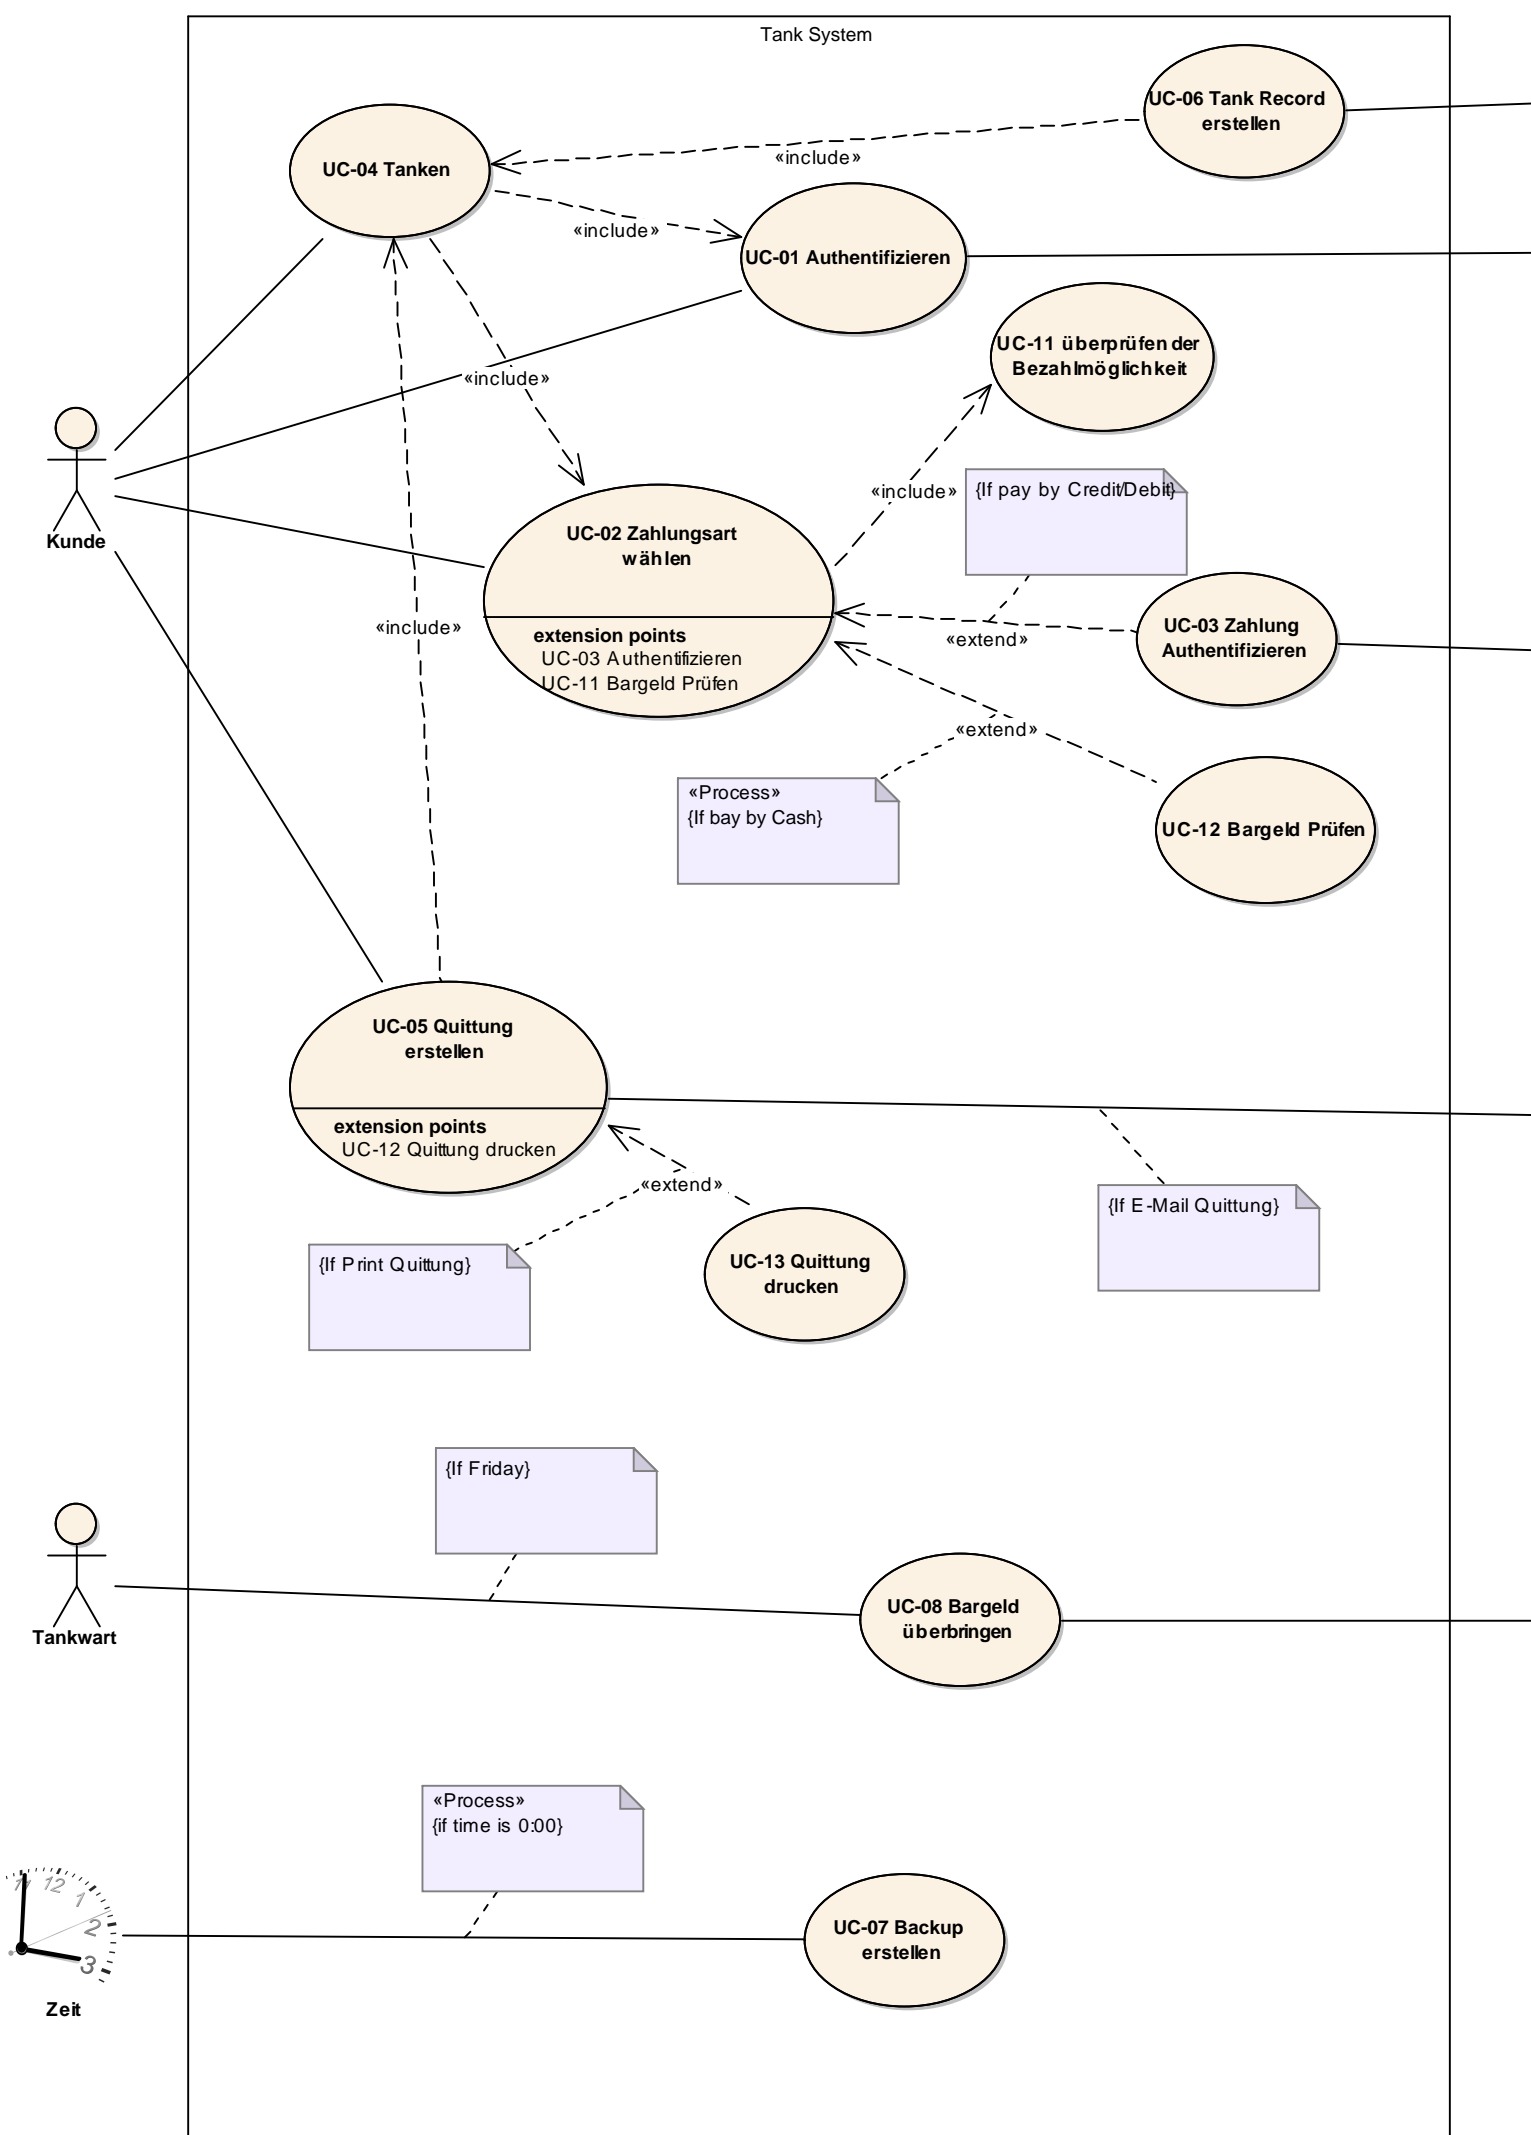 Tank System
UC-06 Tank Record
erstellen
«include»
UC-04 Tanken
«include»
UC-01 Authentifizieren
UC-11 überprüfen der
Bezahlmöglichkeit
«include»
Kunde
«include»
{If pay by Credit/Debit}
UC-02 Zahlungsart
wählen
extension points
UC-03 Authentifizieren
UC-11 Bargeld Prüfen
«include»
«extend»
UC-03 Zahlung
Authentifizieren
«extend»
«Process»
{If bay by Cash}
UC-12 Bargeld Prüfen
UC-05 Quittung
erstellen
extension points
UC-12 Quittung drucken
«extend»
{If E-Mail Quittung}
{If Print Quittung}
UC-13 Quittung
drucken
{If Friday}
Tankwart
UC-08 Bargeld
überbringen
«Process»
{if time is 0:00}
11
12
1
2
3
Zeit
UC-07 Backup
erstellen